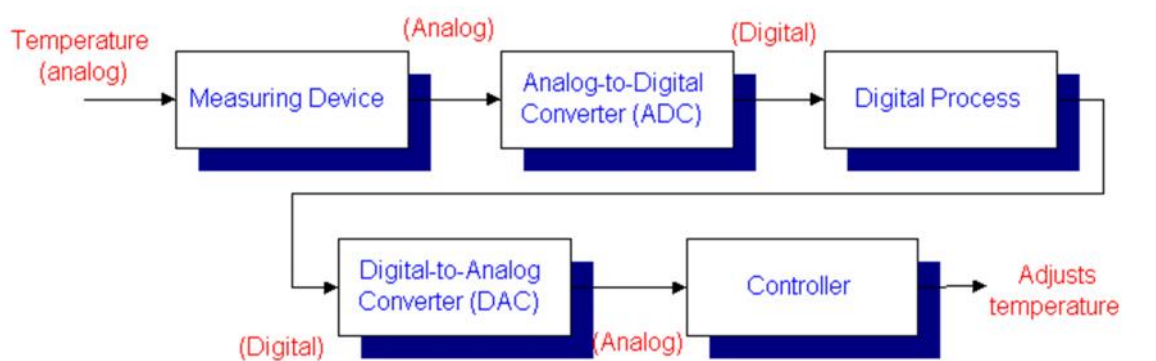 Temperature
(analog)
(Analog)
(Digital)
Measuring Device
Analog-to-Digital
Converter (ADC)
Digital Process
Digital-to-Analog
Converter (DAC)
Controller
Adjusts
temperature
(Digital)
(Analog)